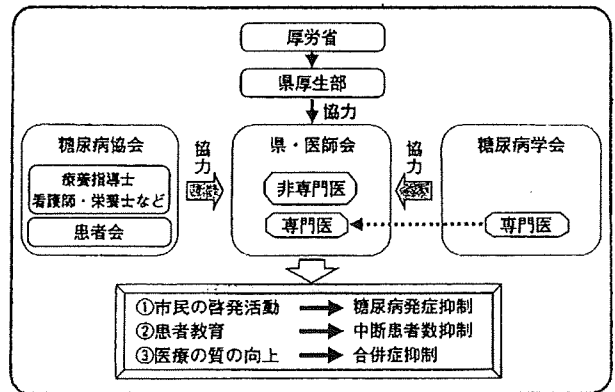 厚労省
県厚生部
協力
糖尿病協会
療養指導士
看護師・栄養士など
患者会
協力
県・医師会
非専門医
専門医
協力
糖尿病学会
専門医
①市民の啓発活動 → 糖尿病発症抑制
②患者教育 → 中断患者数抑制
③医療の質の向上 → 合併症抑制